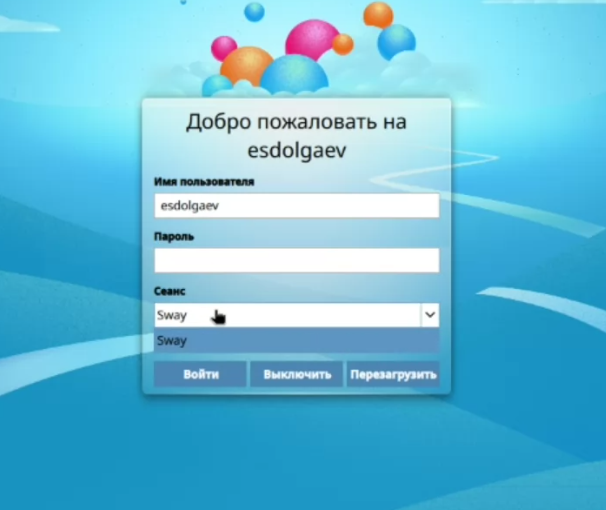 Добро пожаловать на
esdolgaev
Имя пользователя
esdolgaev
Пароль
Сеанс
Sway
Sway
Войти Выключить Перезагрузить